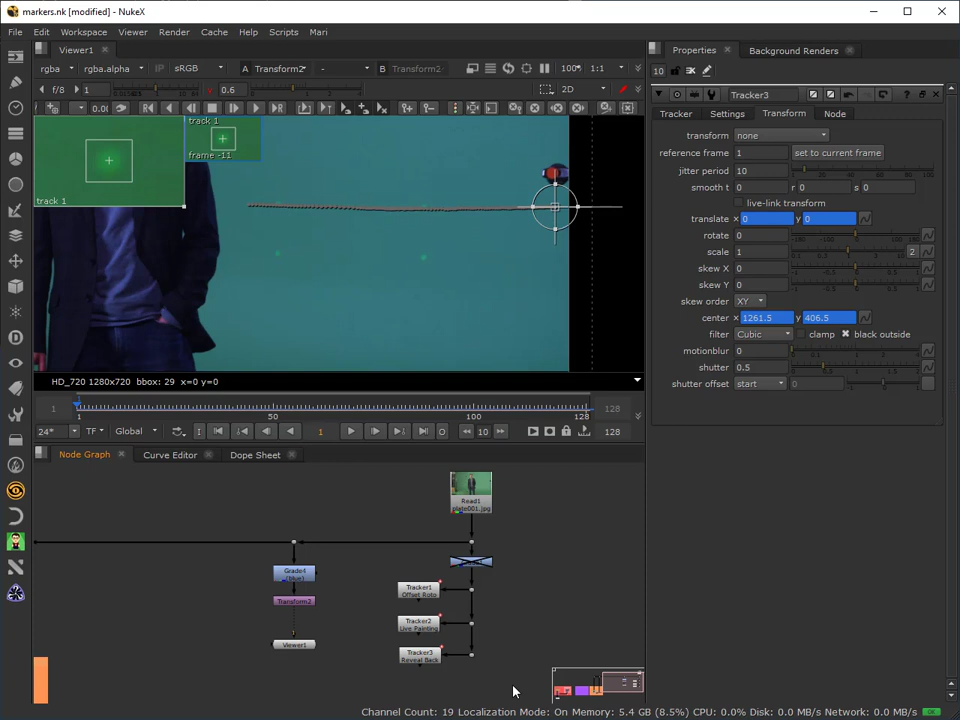 markers.nk [modified] - NukeX
File Edit Workspace Viewer Render Cache Help Scripts Mari
Viewer1
rgba rgba.alpha IP sRGB A Transform2 - B Transform2 100% 1:1
f/8 1 Y 0.6 2D
0.00
track 1
frame -11
track 1
HD_720 1280x720 bbox: 29 x=0 y=0
1 1 50 100 128 128
24* TF Global 1 10 128
Node Graph Curve Editor Dope Sheet
Read1
plate001.jpg
Grade4
(blue)
Transform2
Viewer1
Tracker1
Offset Roto
Tracker2
Live Painting
Tracker3
Reveal Back
Properties Background Renders
10
Tracker3
Tracker Settings Transform Node
transform none
reference frame 1 set to current frame
jitter period 10
smooth t 0 r 0 s 0
live-link transform
translate x 0 y 0
rotate 0
scale 1 2
skew X 0
skew Y 0
skew order XY
center x 1261.5 y 406.5
filter Cubic clamp black outside
motionblur 0
shutter 0.5
shutter offset start 0
Channel Count: 19 Localization Mode: On Memory: 5.4 GB (8.5%) CPU: 0.0% Disk: 0.0 MB/s Network: 0.0 MB/s